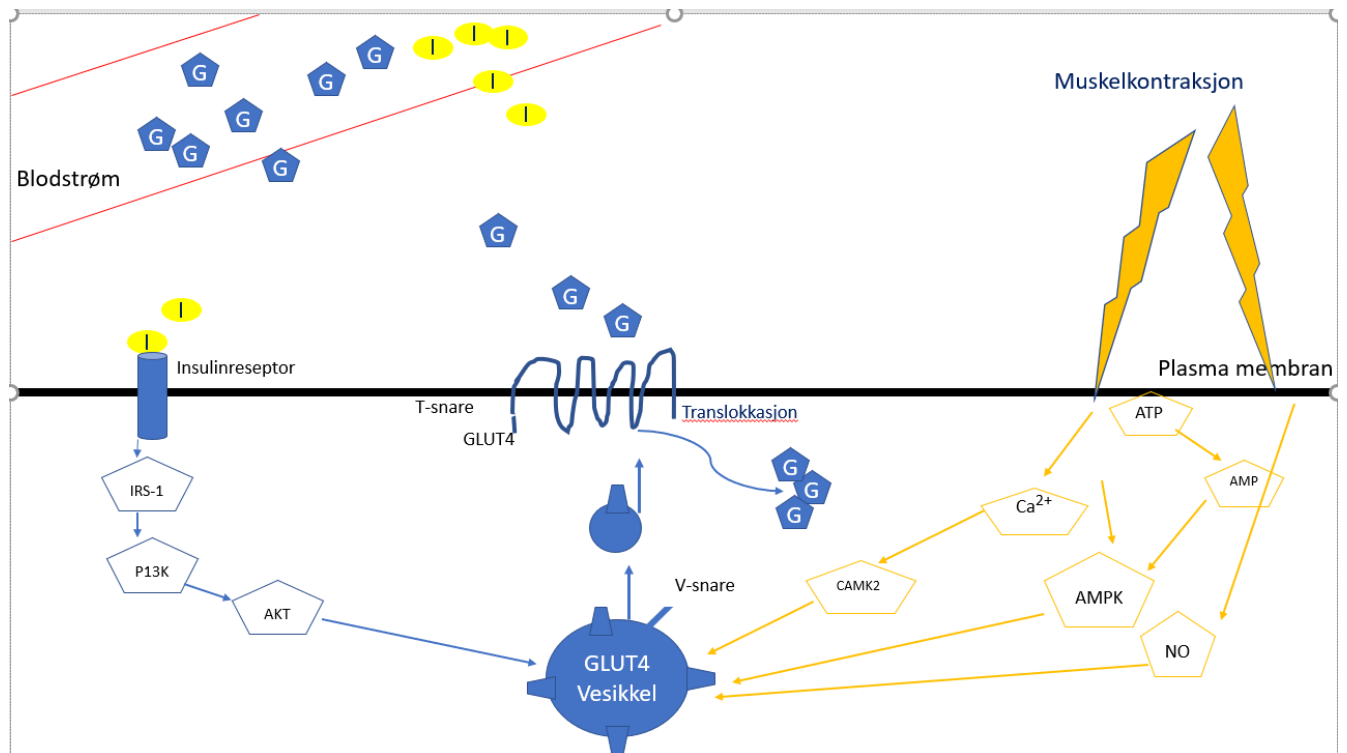 G
G
G
G
G
G
G
I
I
I
I
I
Blodstrøm
Muskelkontraksjon
G
G
G
I
I
Insulinreseptor
Plasma membran
T-snare
Translokkasjon
GLUT4
ATP
IRS-1
G
G
G
AMP
Ca2+
P13K
CAMK2
V-snare
AMPK
AKT
NO
GLUT4
Vesikkel